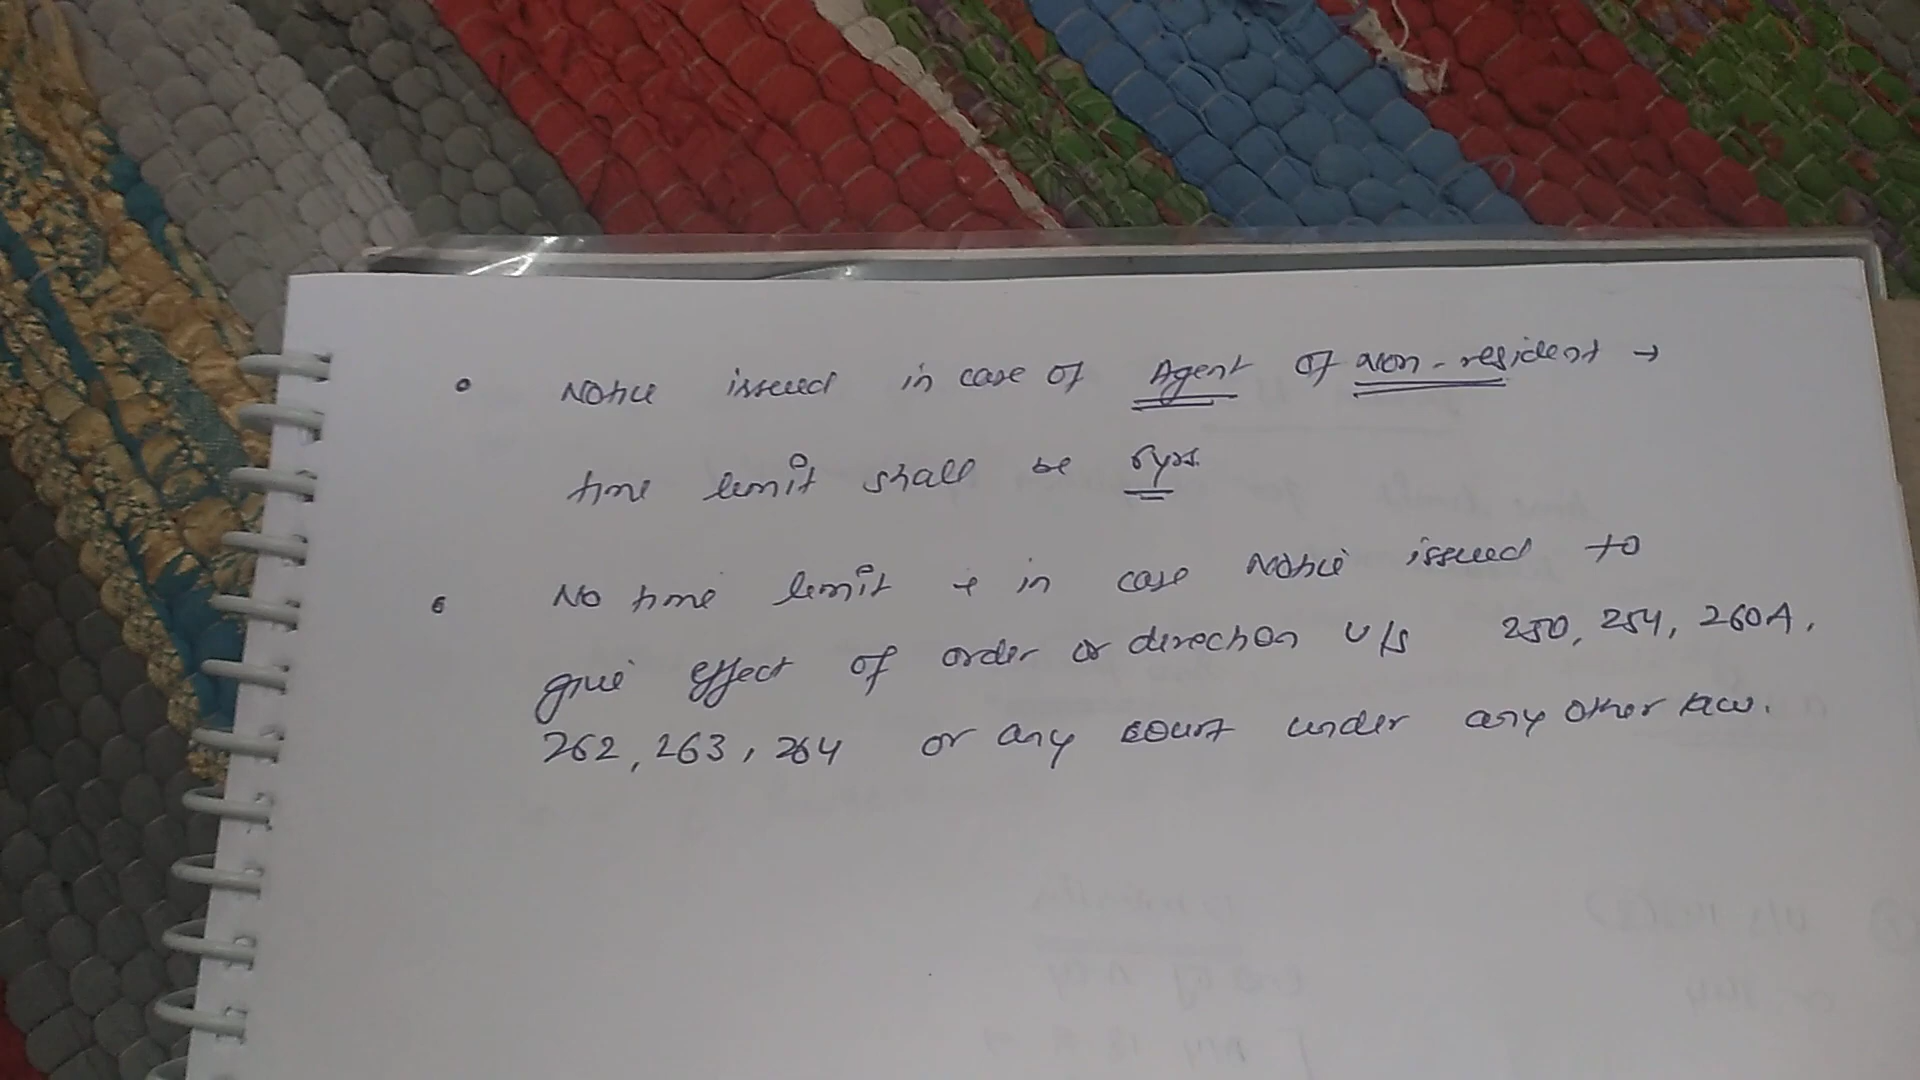 Notice issued in case of Agent of non-resident →
time limit shall be 6yrs.
No time limit → in case Notice issued to
give effect of order or direction u/s 250, 254, 260A,
262, 263, 264 or any court under any other law.